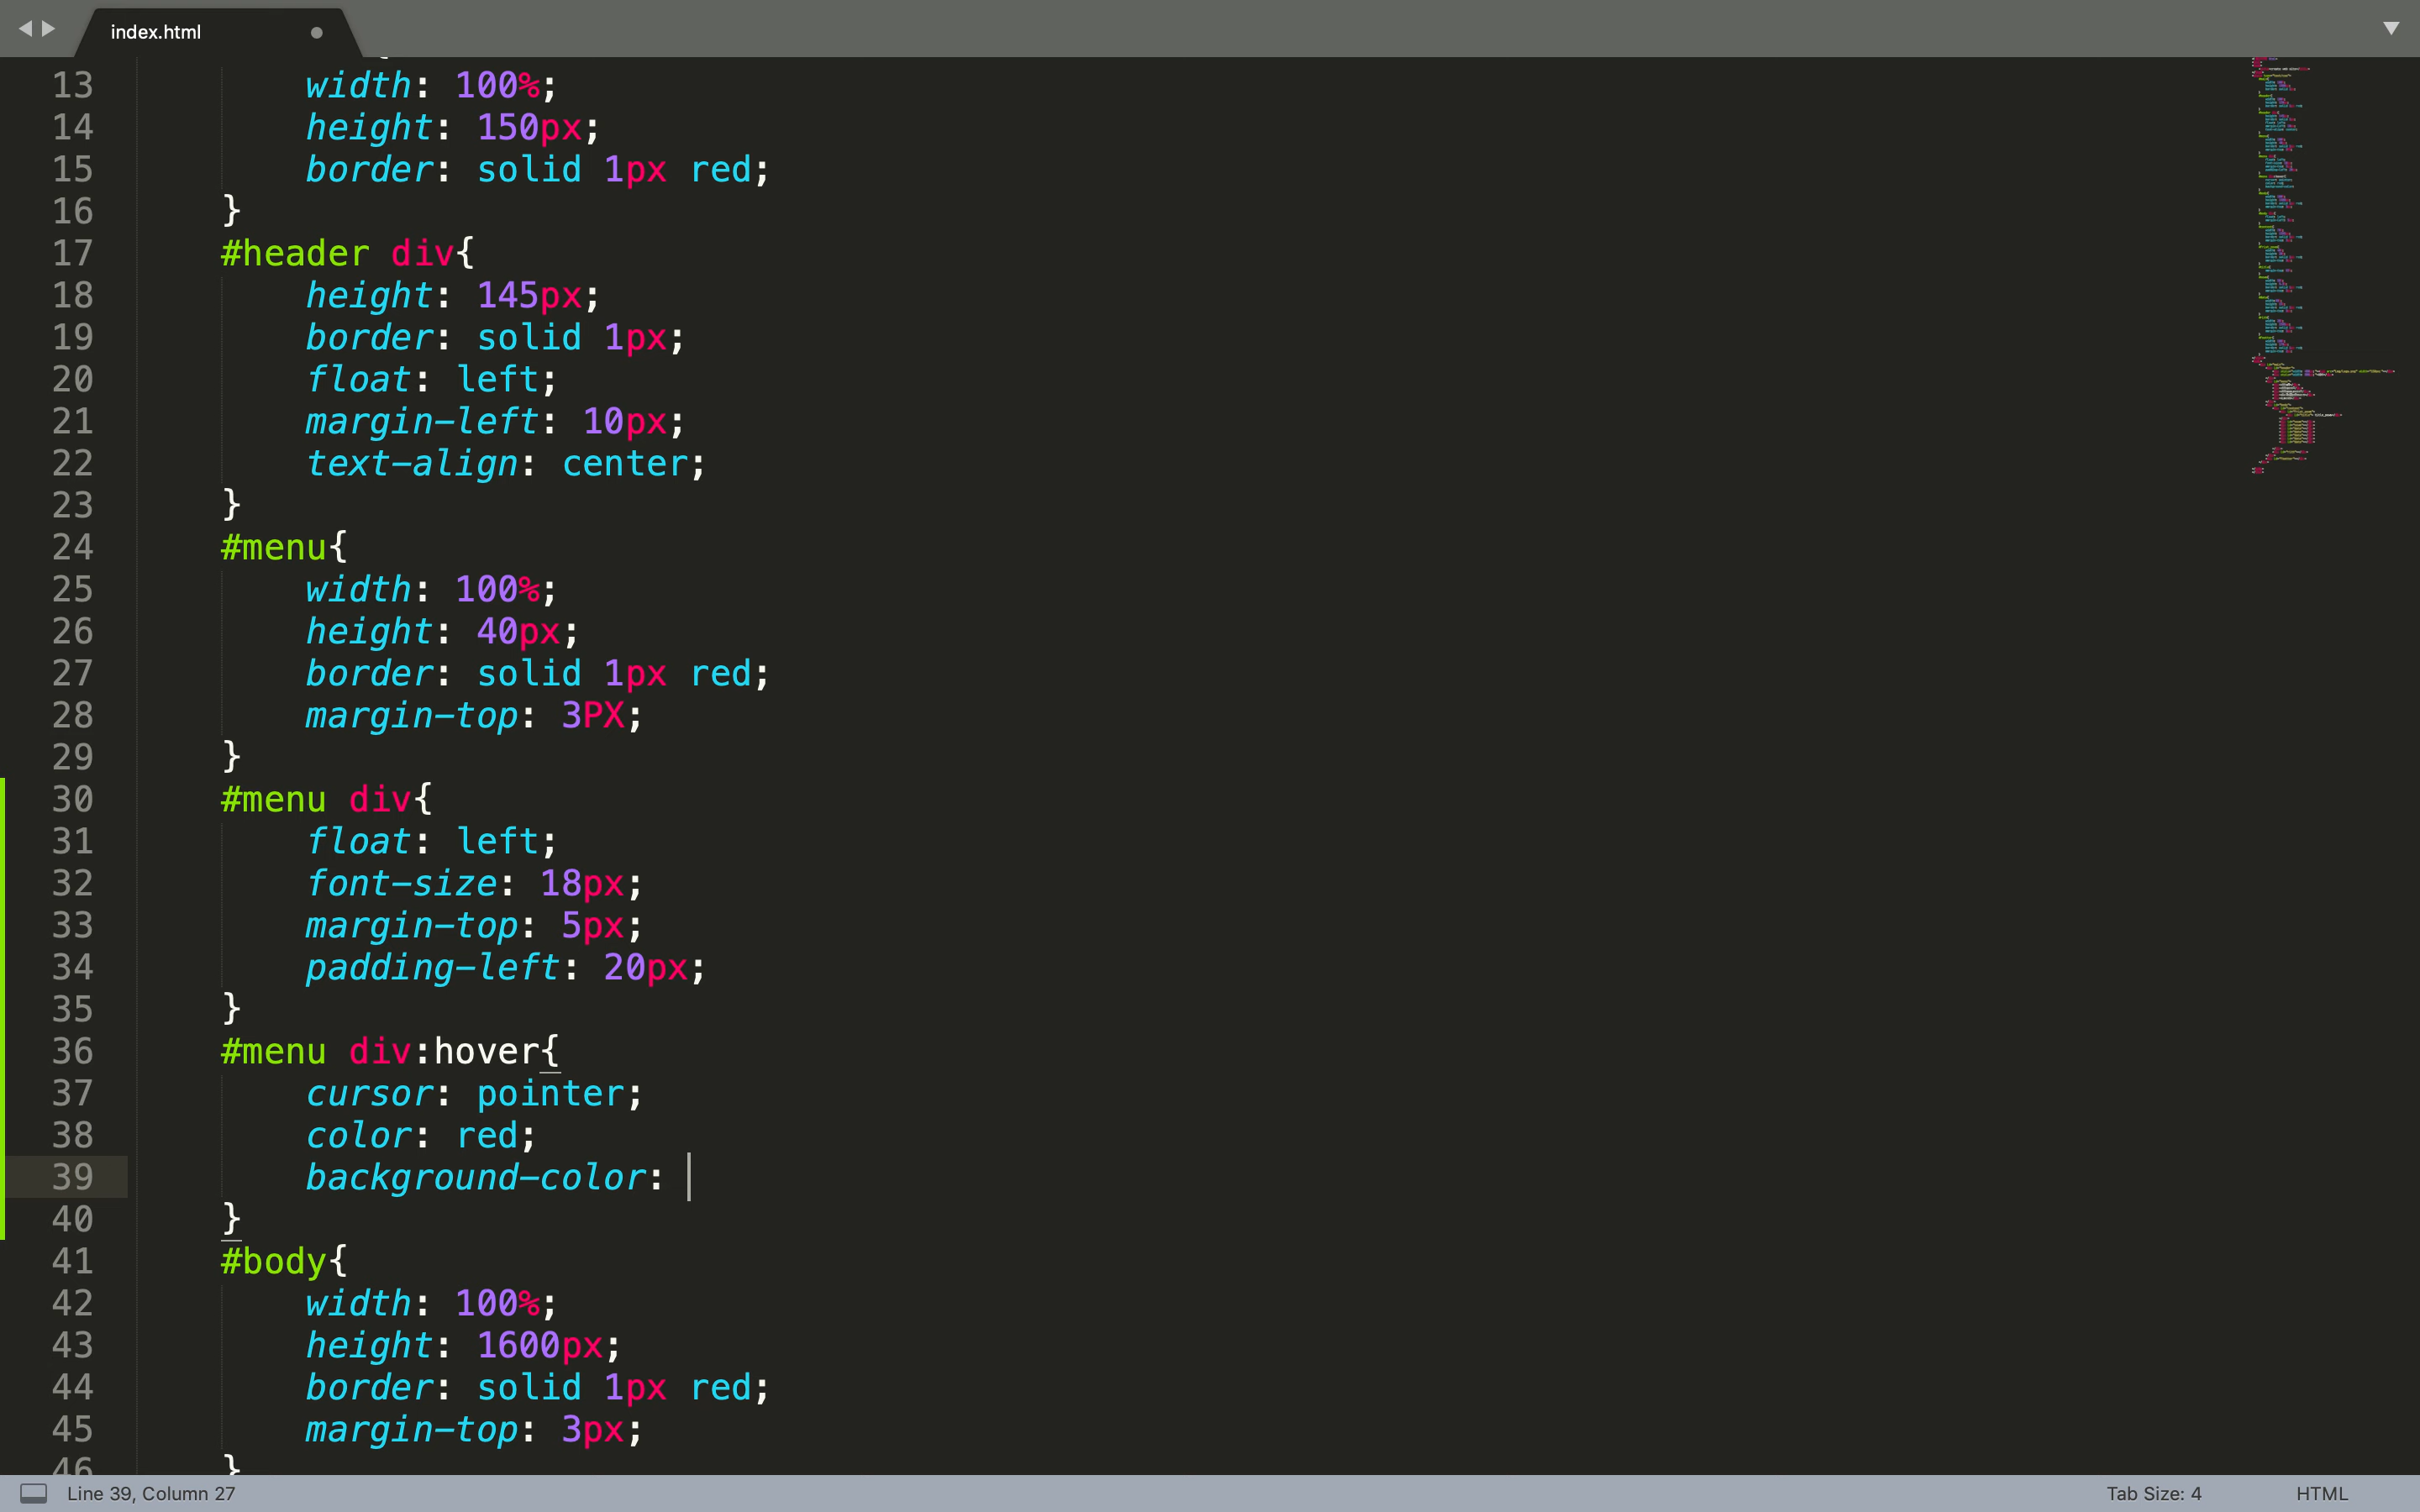 index.html
13 width: 100%;
14 height: 150px;
15 border: solid 1px red;
16 }
17 #header div{
18 height: 145px;
19 border: solid 1px;
20 float: left;
21 margin-left: 10px;
22 text-align: center;
23 }
24 #menu{
25 width: 100%;
26 height: 40px;
27 border: solid 1px red;
28 margin-top: 3PX;
29 }
30 #menu div{
31 float: left;
32 font-size: 18px;
33 margin-top: 5px;
34 padding-left: 20px;
35 }
36 #menu div:hover{
37 cursor: pointer;
38 color: red;
39 background-color:
40 }
41 #body{
42 width: 100%;
43 height: 1600px;
44 border: solid 1px red;
45 margin-top: 3px;
46 }
Line 39, Column 27
Tab Size: 4
HTML